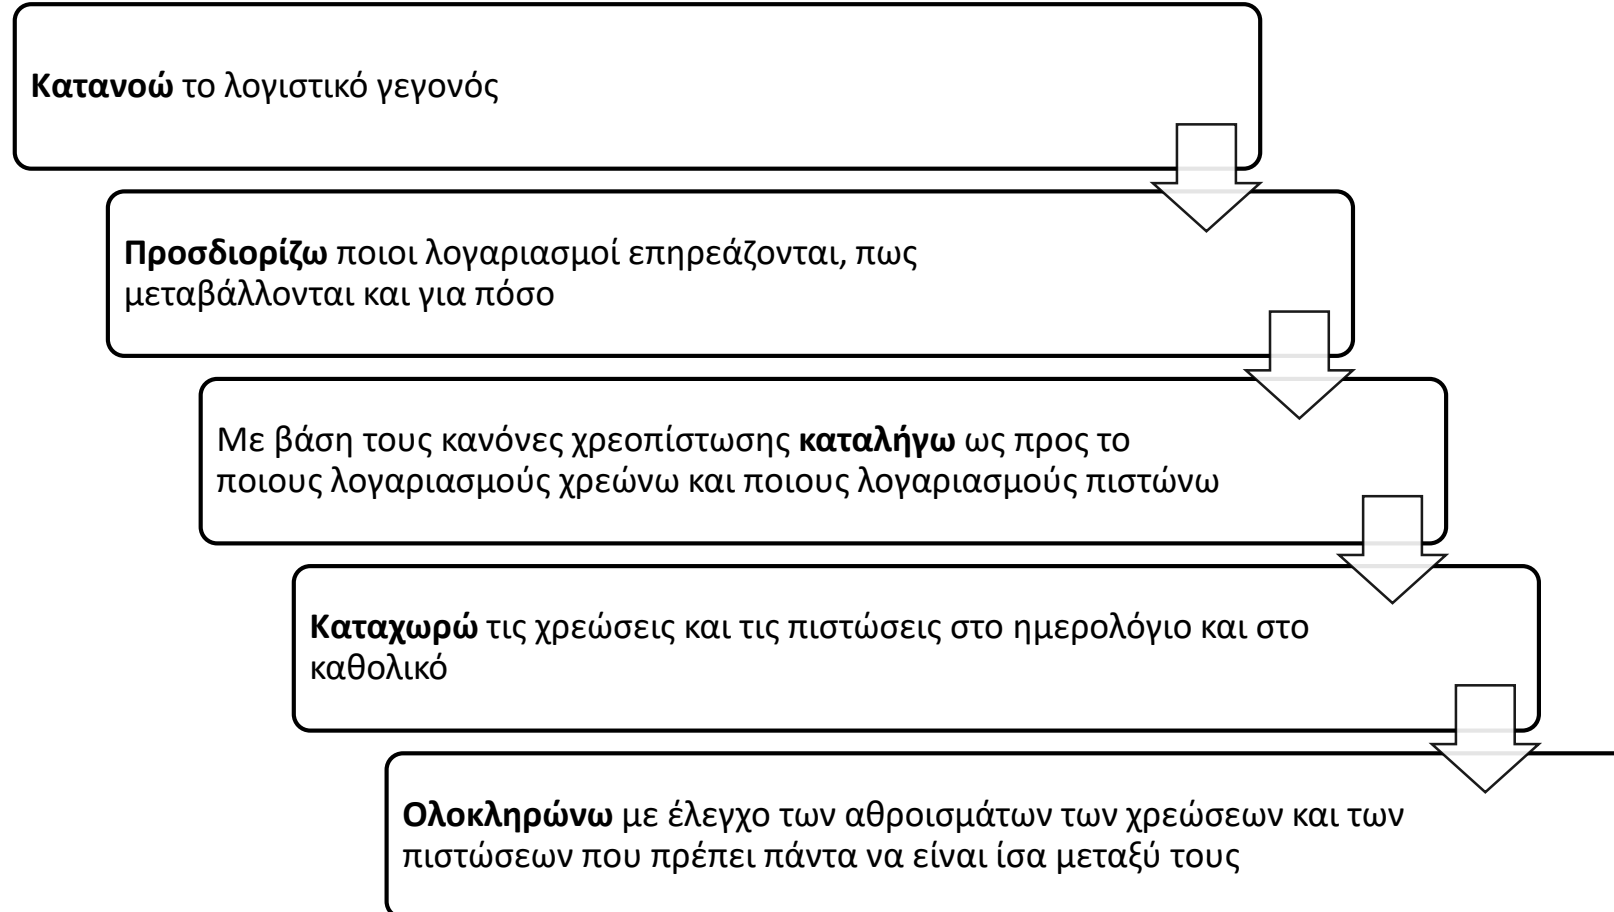 Κατανοώ το λογιστικό γεγονός
Προσδιορίζω ποιοι λογαριασμοί επηρεάζονται, πως
μεταβάλλονται και για πόσο
Με βάση τους κανόνες χρεοπίστωσης καταλήγω ως προς το
ποιους λογαριασμούς χρεώνω και ποιους λογαριασμούς πιστώνω
Καταχωρώ τις χρεώσεις και τις πιστώσεις στο ημερολόγιο και στο
καθολικό
Ολοκληρώνω με έλεγχο των αθροισμάτων των χρεώσεων και των
πιστώσεων που πρέπει πάντα να είναι ίσα μεταξύ τους